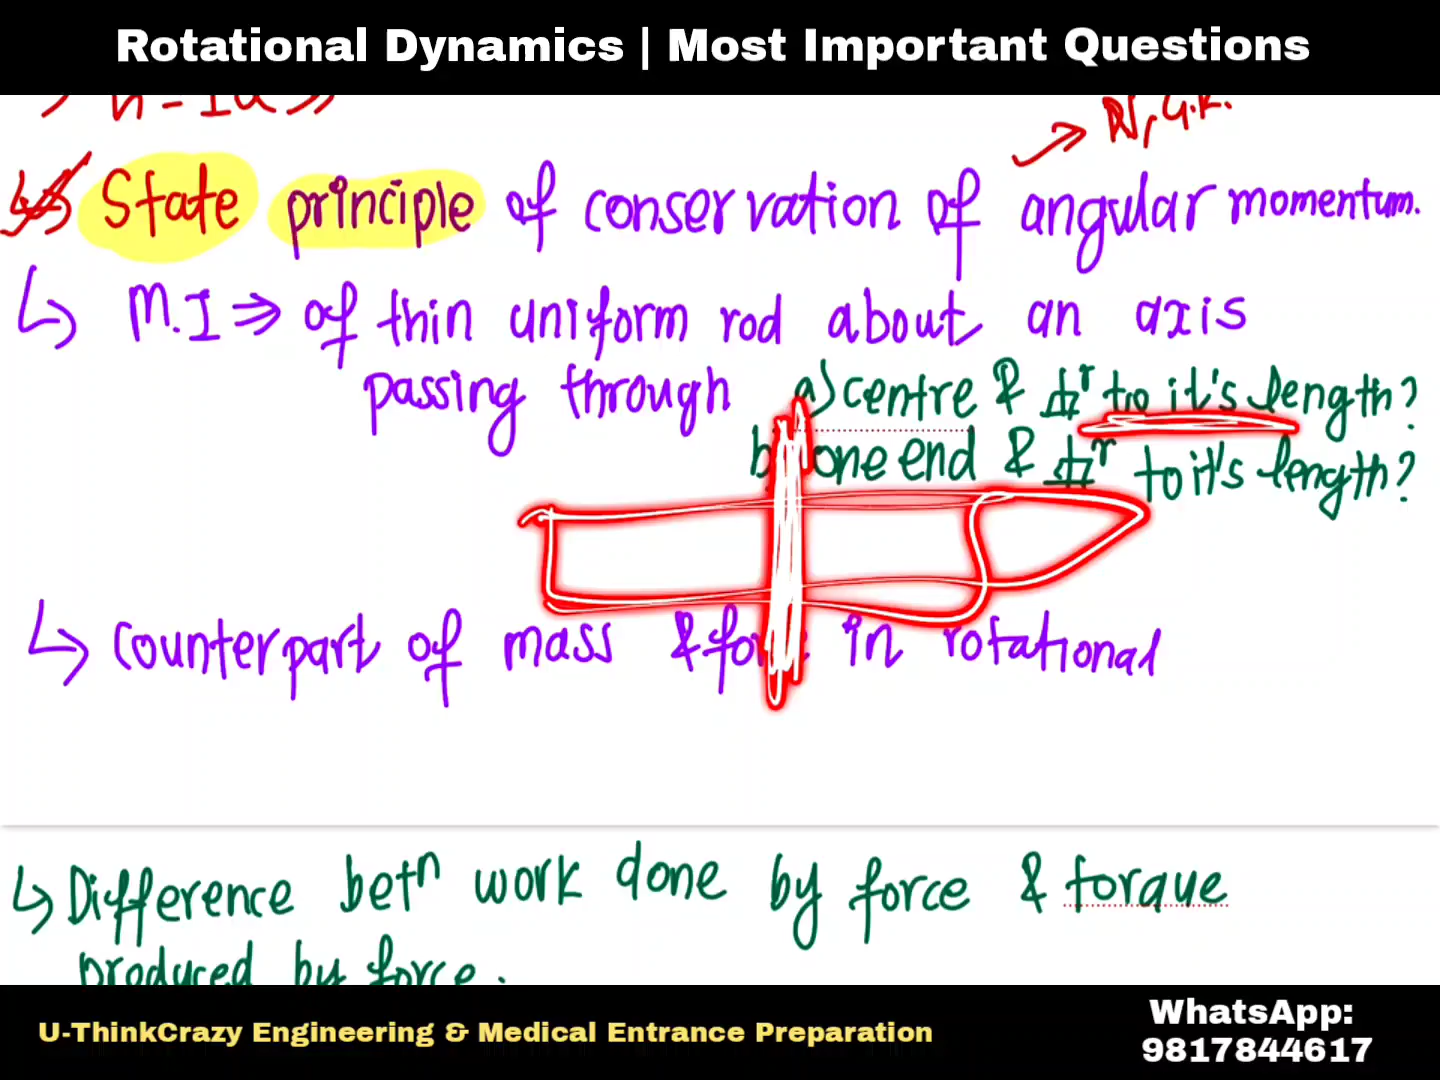 Rotational Dynamics | Most Important Questions
State principle of conservation of angular momentum.
M.I ⇒ of thin uniform rod about an axis
passing through a) centre & to it's length?
one end & to it's length?
counterpart of mass & in rotational
Difference betⁿ work done by force & torque
produced by force.
U-ThinkCrazy Engineering & Medical Entrance Preparation
WhatsApp:
9817844617